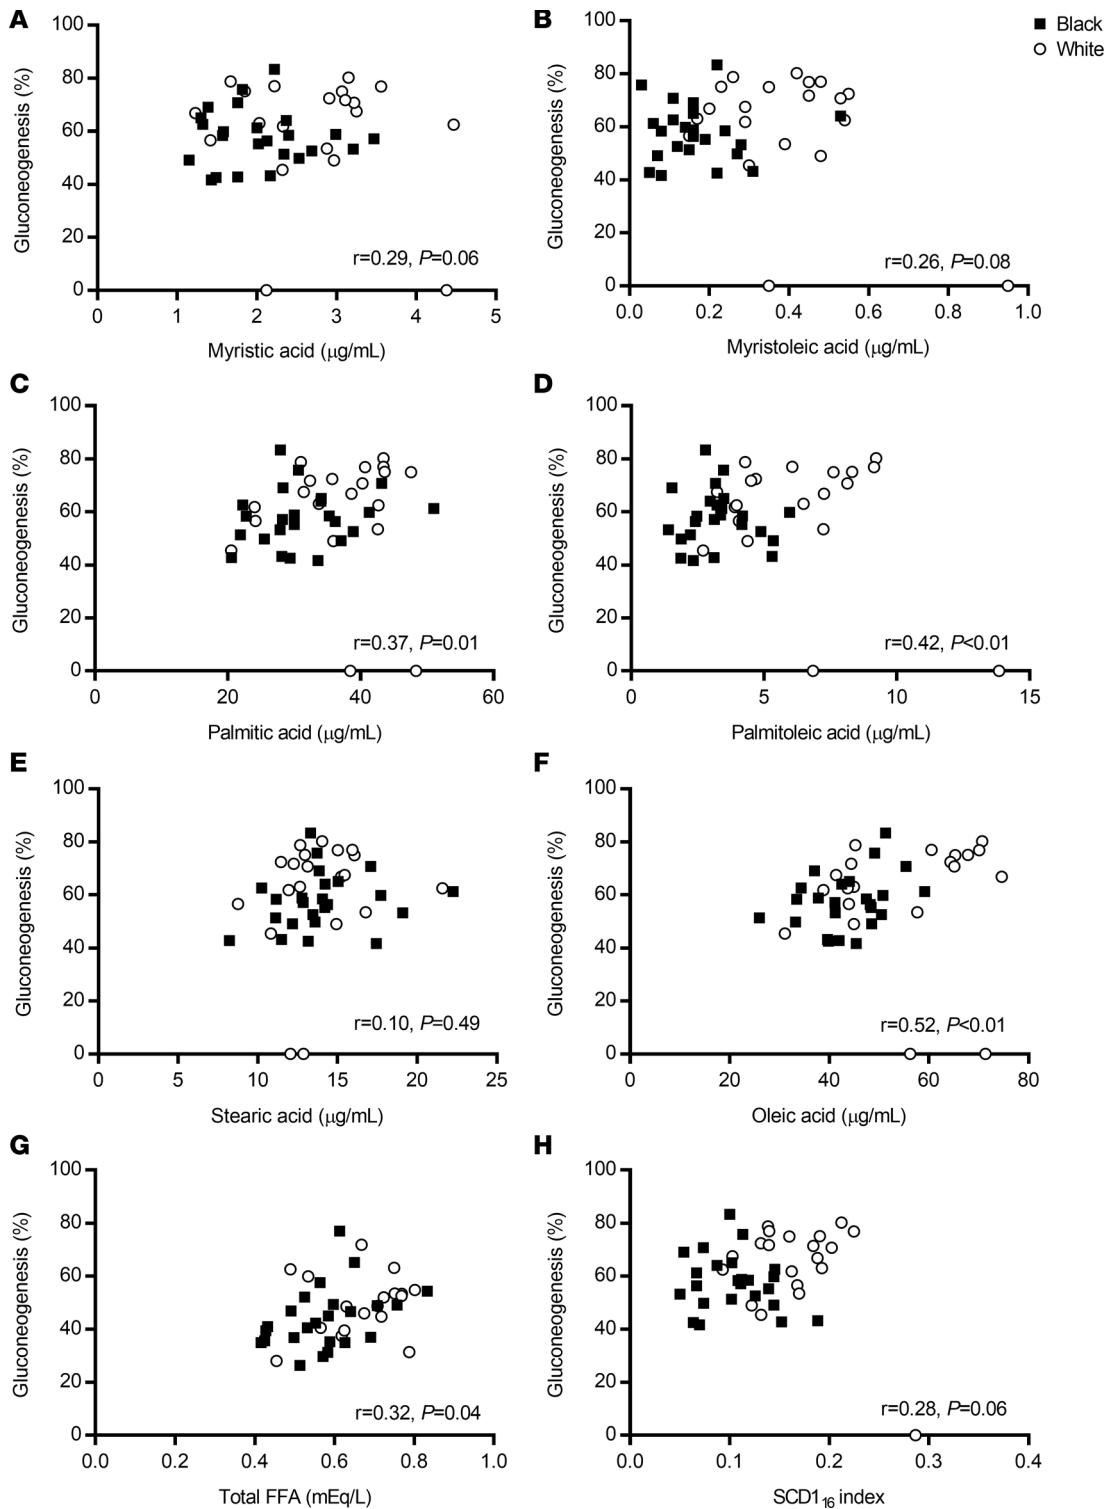 A
100
80
60
40
20
0
Gluconeogenesis (%)
r=0.29, P=0.06
0 1 2 3 4 5
Myristic acid (μg/mL)
B
100
80
60
40
20
0
Gluconeogenesis (%)
r=0.26, P=0.08
0.0 0.2 0.4 0.6 0.8 1.0
Myristoleic acid (μg/mL)
Black
White
C
100
80
60
40
20
0
Gluconeogenesis (%)
r=0.37, P=0.01
0 20 40 60
Palmitic acid (μg/mL)
D
100
80
60
40
20
0
Gluconeogenesis (%)
r=0.42, P<0.01
0 5 10 15
Palmitoleic acid (μg/mL)
E
100
80
60
40
20
0
Gluconeogenesis (%)
r=0.10, P=0.49
0 5 10 15 20 25
Stearic acid (μg/mL)
F
100
80
60
40
20
0
Gluconeogenesis (%)
r=0.52, P<0.01
0 20 40 60 80
Oleic acid (μg/mL)
G
100
80
60
40
20
0
Gluconeogenesis (%)
r=0.32, P=0.04
0.0 0.2 0.4 0.6 0.8 1.0
Total FFA (mEq/L)
H
100
80
60
40
20
0
Gluconeogenesis (%)
r=0.28, P=0.06
0.0 0.1 0.2 0.3 0.4
SCD1₁₆ index